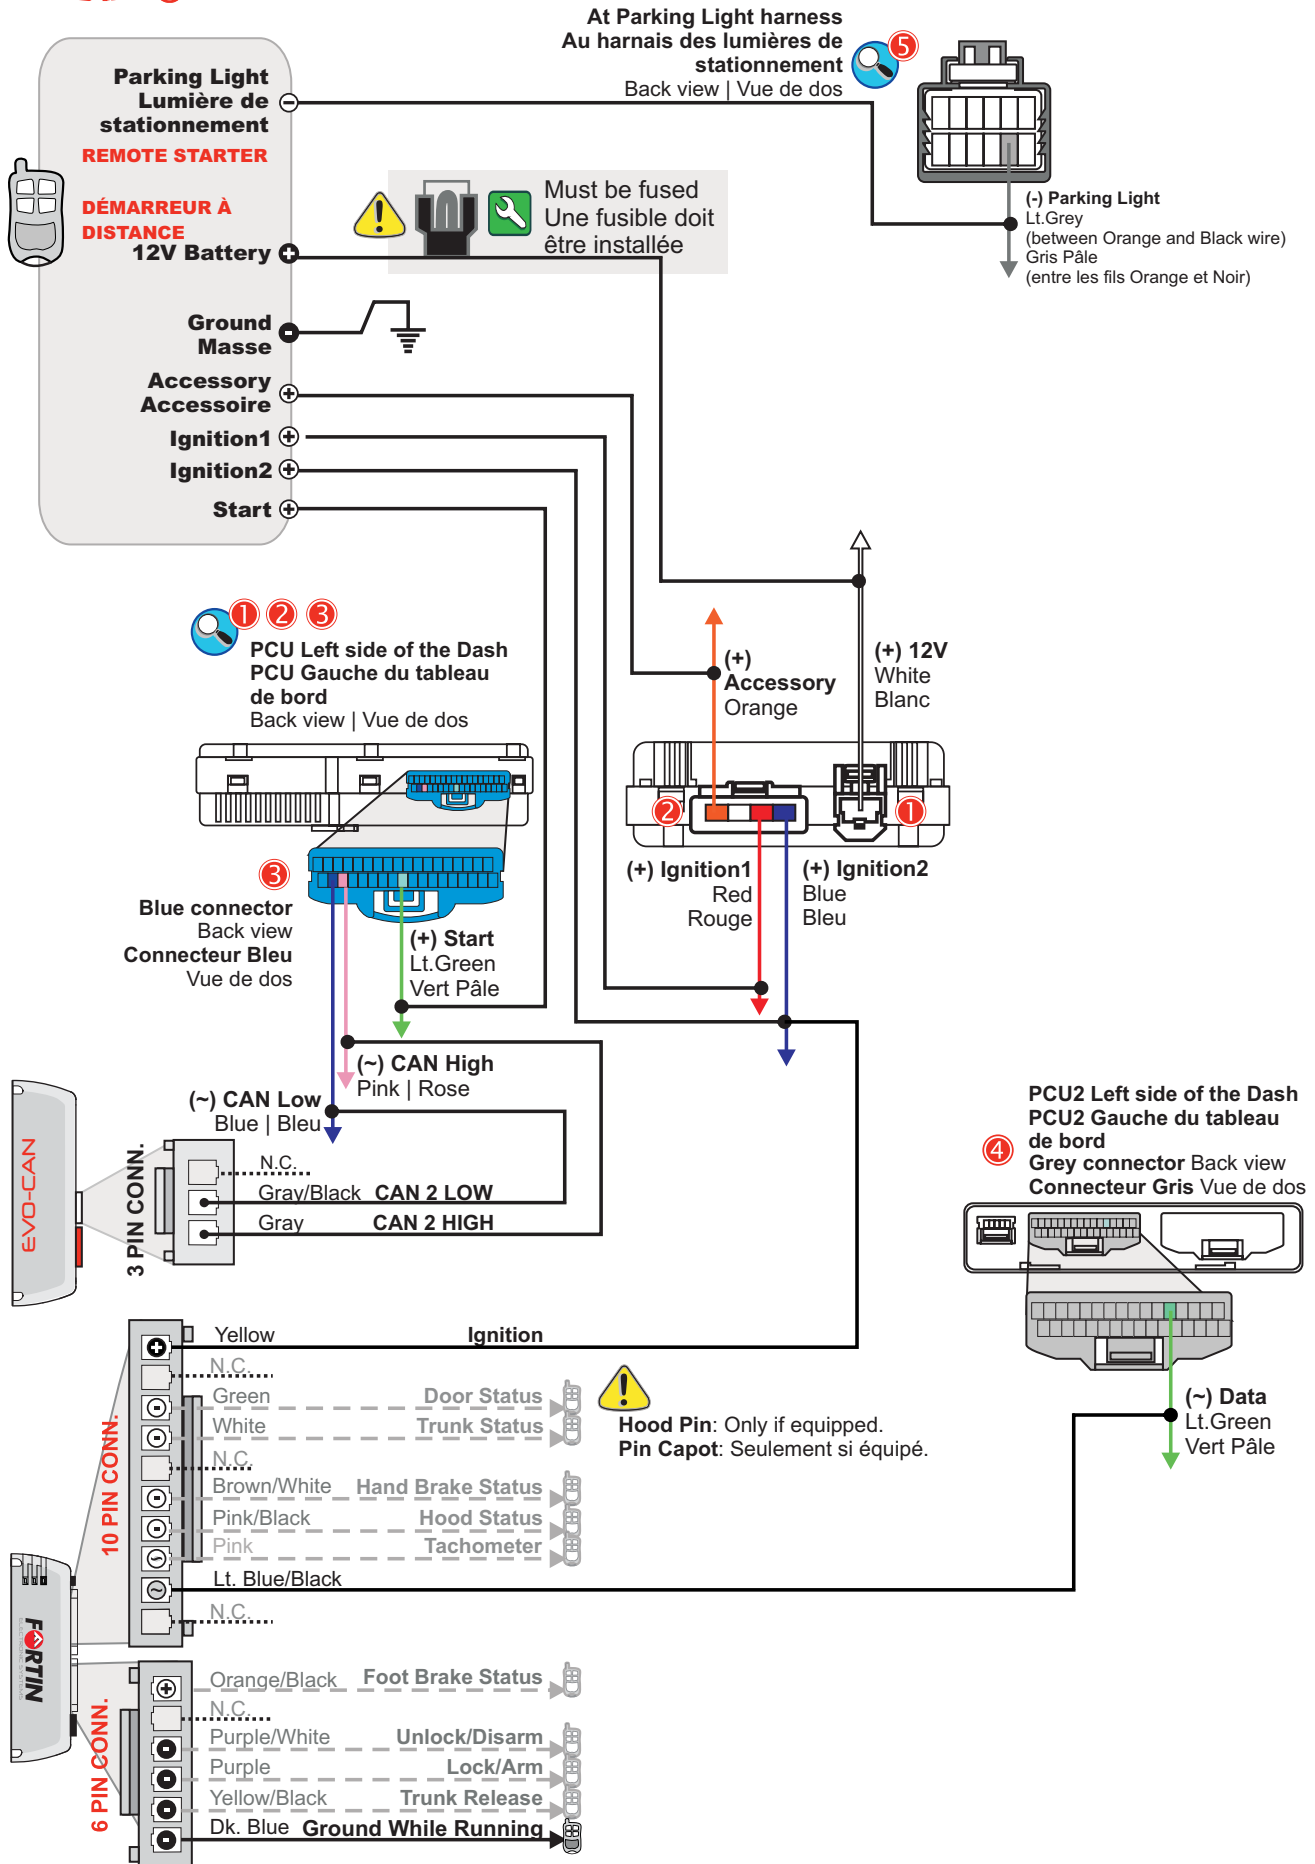 At Parking Light harness
Au harnais des lumières de
stationnement
Back view | Vue de dos
5
Parking Light
Lumière de
stationnement
REMOTE STARTER
DÉMARREUR À
DISTANCE
12V Battery
Ground
Masse
Accessory
Accessoire
Ignition1
Ignition2
Start
Must be fused
Une fusible doit
être installée
(-) Parking Light
Lt.Grey
(between Orange and Black wire)
Gris Pâle
(entre les fils Orange et Noir)
1 2 3
PCU Left side of the Dash
PCU Gauche du tableau
de bord
Back view | Vue de dos
(+)
Accessory
Orange
(+) 12V
White
Blanc
2
1
(+) Ignition1
Red
Rouge
(+) Ignition2
Blue
Bleu
3
Blue connector
Back view
Connecteur Bleu
Vue de dos
(+) Start
Lt.Green
Vert Pâle
(~) CAN High
Pink | Rose
(~) CAN Low
Blue | Bleu
EVO-CAN
3 PIN CONN.
N.C.
Gray/Black CAN 2 LOW
Gray CAN 2 HIGH
4
PCU2 Left side of the Dash
PCU2 Gauche du tableau
de bord
Grey connector Back view
Connecteur Gris Vue de dos
(~) Data
Lt.Green
Vert Pâle
10 PIN CONN.
Yellow Ignition
N.C.
Green Door Status
White Trunk Status
N.C.
Brown/White Hand Brake Status
Pink/Black Hood Status
Pink Tachometer
Lt. Blue/Black
N.C.
Hood Pin: Only if equipped.
Pin Capot: Seulement si équipé.
FORTIN
ELECTRONIC SYSTEMS
6 PIN CONN.
Orange/Black Foot Brake Status
N.C.
Purple/White Unlock/Disarm
Purple Lock/Arm
Yellow/Black Trunk Release
Dk. Blue Ground While Running